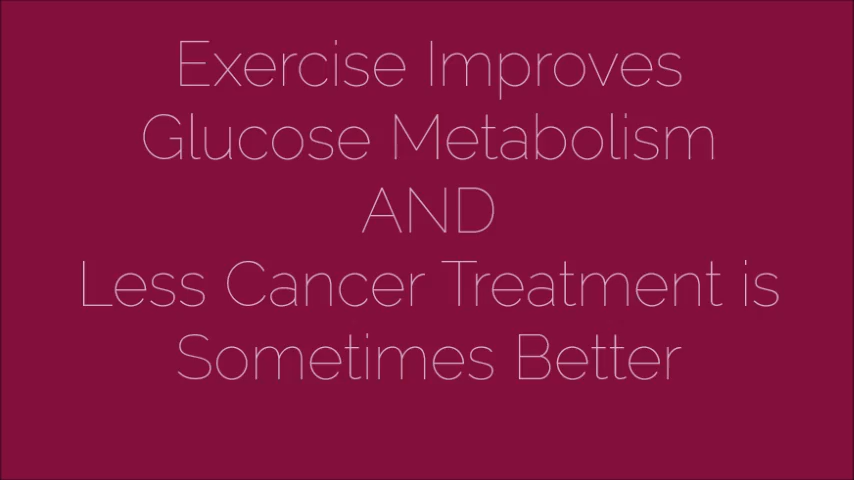 Exercise Improves
Glucose Metabolism
AND
Less Cancer Treatment is
Sometimes Better